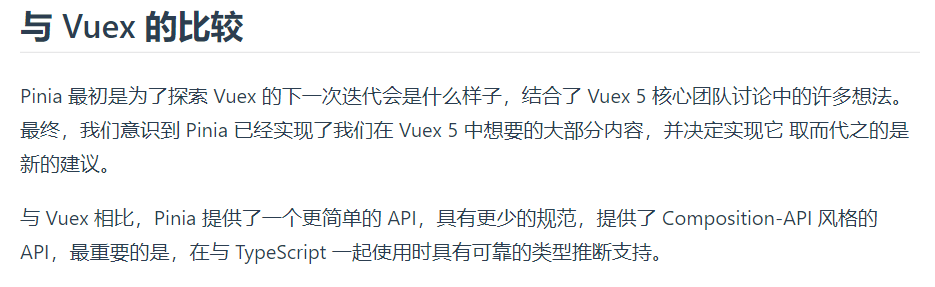 与 Vuex 的比较
Pinia 最初是为了探索 Vuex 的下一次迭代会是什么样子，结合了 Vuex 5 核心团队讨论中的许多想法。
最终，我们意识到 Pinia 已经实现了我们在 Vuex 5 中想要的大部分内容，并决定实现它 取而代之的是
新的建议。
与 Vuex 相比，Pinia 提供了一个更简单的 API，具有更少的规范，提供了 Composition-API 风格的
API，最重要的是，在与 TypeScript 一起使用时具有可靠的类型推断支持。